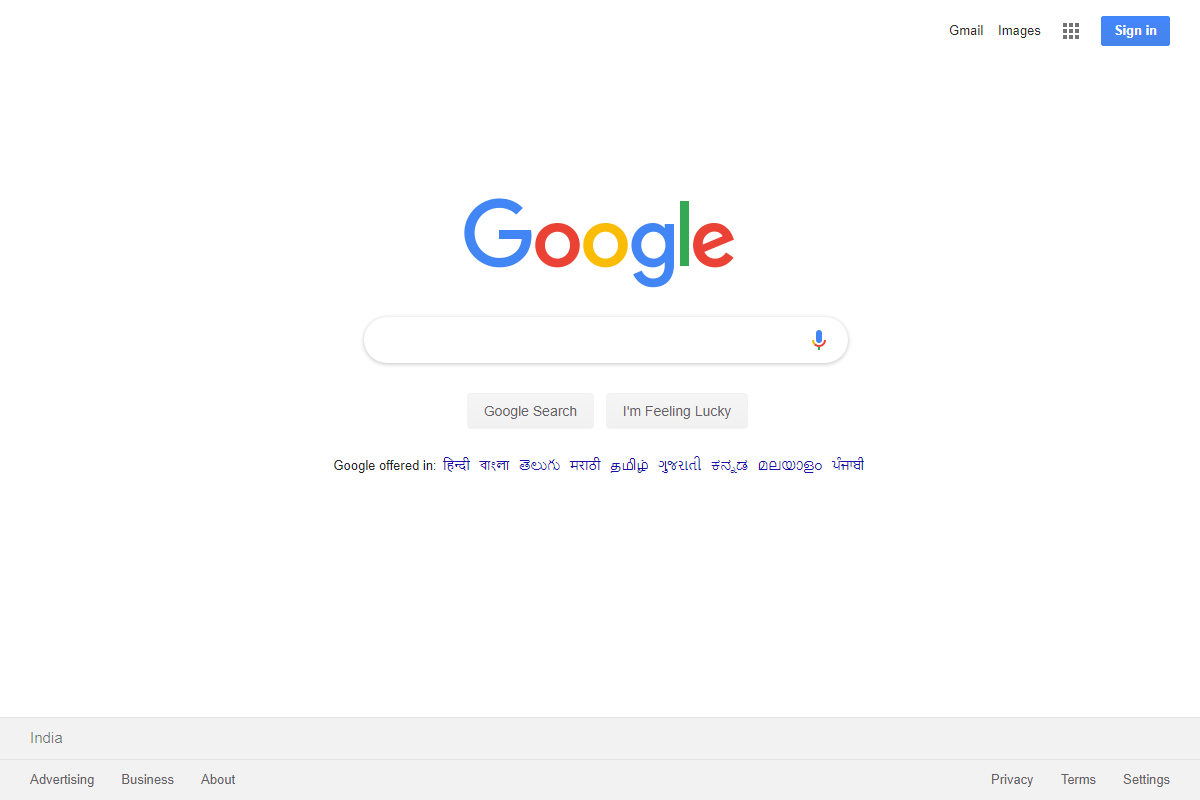 Gmail Images Sign in
Google
Google Search I'm Feeling Lucky
Google offered in: हिन्दी বাংলা తెలుగు मराठी தமிழ் ગુજરાતી ಕನ್ನಡ മലയാളം ਪੰਜਾਬੀ
India
Advertising Business About Privacy Terms Settings